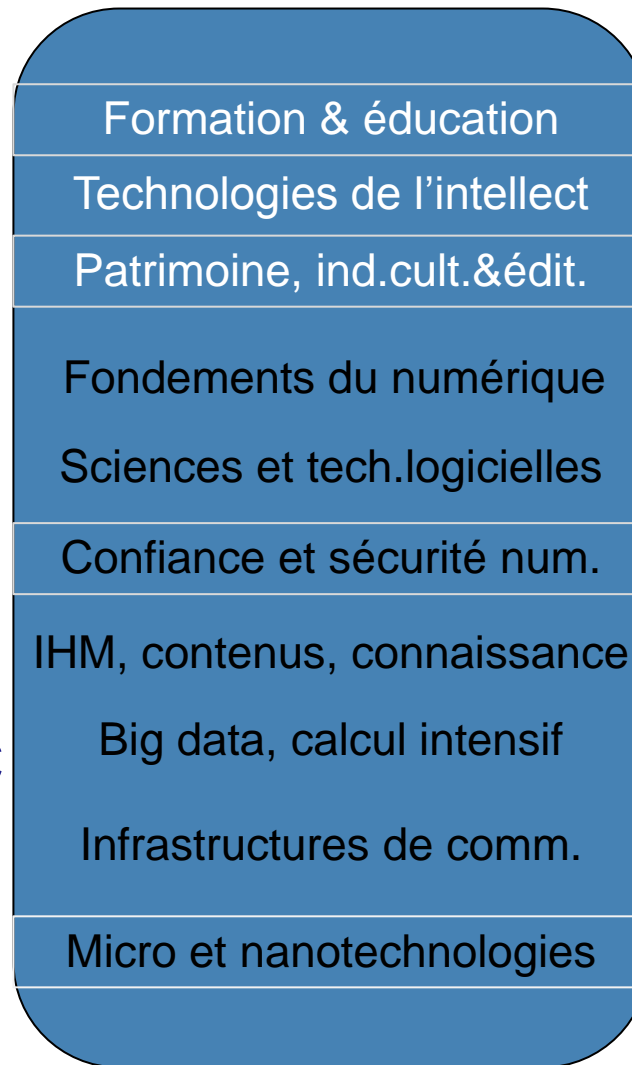 Formation & éducation
Technologies de l’intellect
Patrimoine, ind.cult.&édit.
Fondements du numérique
Sciences et tech.logicielles
Confiance et sécurité num.
IHM, contenus, connaissance
Big data, calcul intensif
Infrastructures de comm.
Micro et nanotechnologies